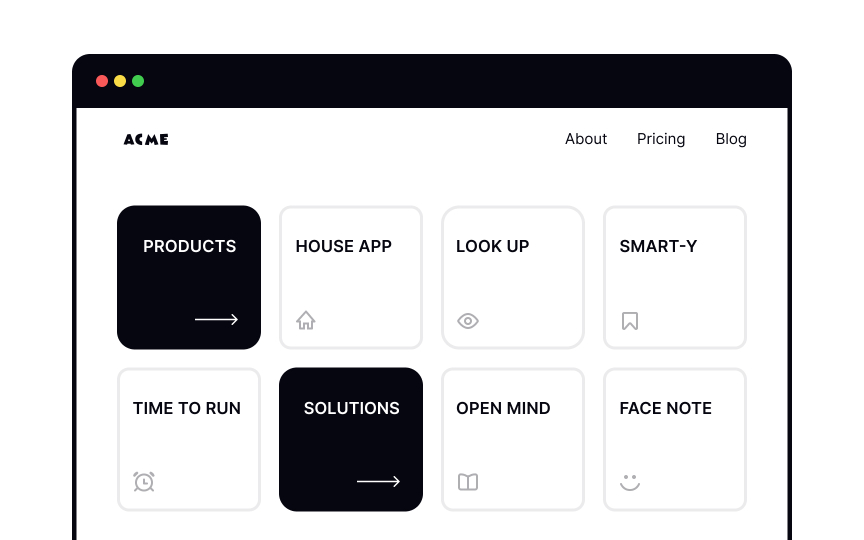 ACME
About
Pricing
Blog
PRODUCTS
HOUSE APP
LOOK UP
SMART-Y
TIME TO RUN
SOLUTIONS
OPEN MIND
FACE NOTE